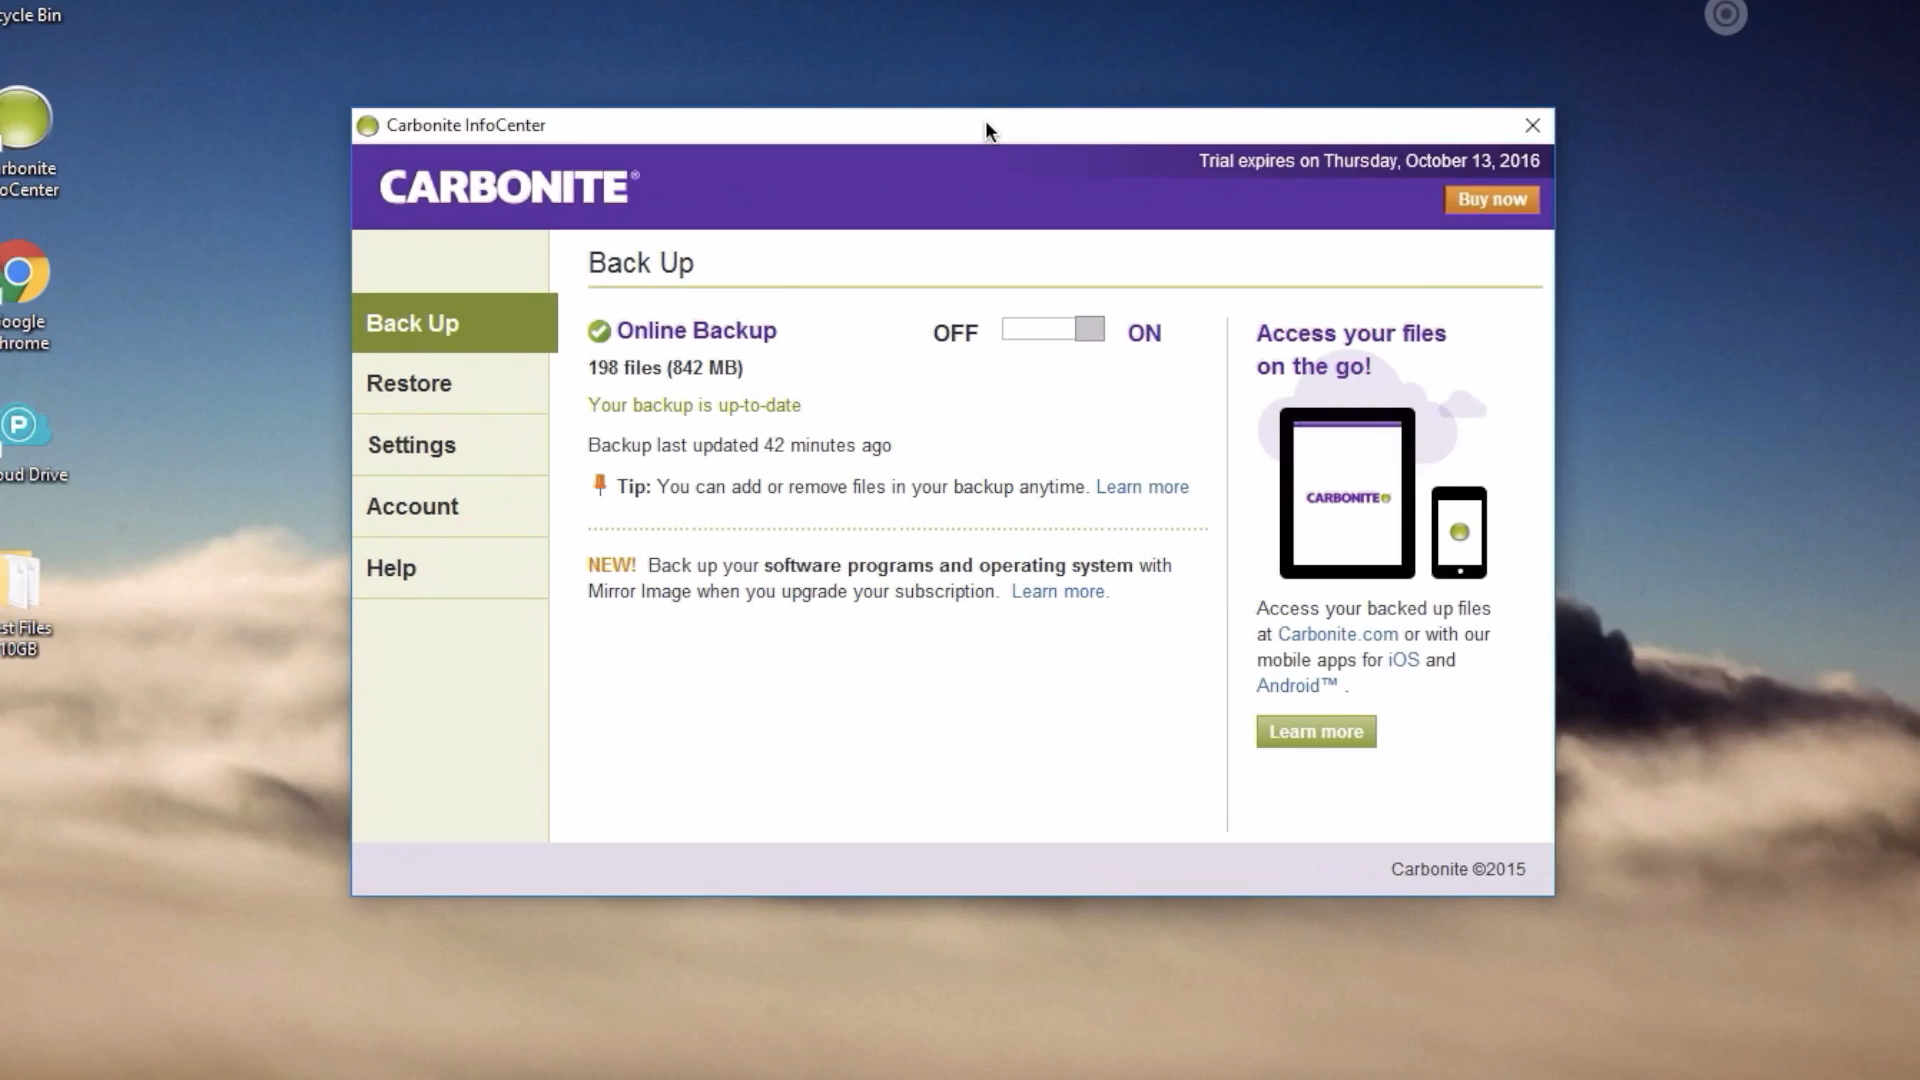 cycle Bin
rbonite
oCenter
oogle
hrome
P
oud Drive
st Files
10GB
Carbonite InfoCenter
Trial expires on Thursday, October 13, 2016
CARBONITE®
Buy now
Back Up
Restore
Settings
Account
Help
Back Up
Online Backup
OFF
ON
198 files (842 MB)
Your backup is up-to-date
Backup last updated 42 minutes ago
Tip: You can add or remove files in your backup anytime. Learn more
NEW! Back up your software programs and operating system with
Mirror Image when you upgrade your subscription. Learn more.
Access your files
on the go!
CARBONITE
Access your backed up files
at Carbonite.com or with our
mobile apps for iOS and
Android™ .
Learn more
Carbonite ©2015